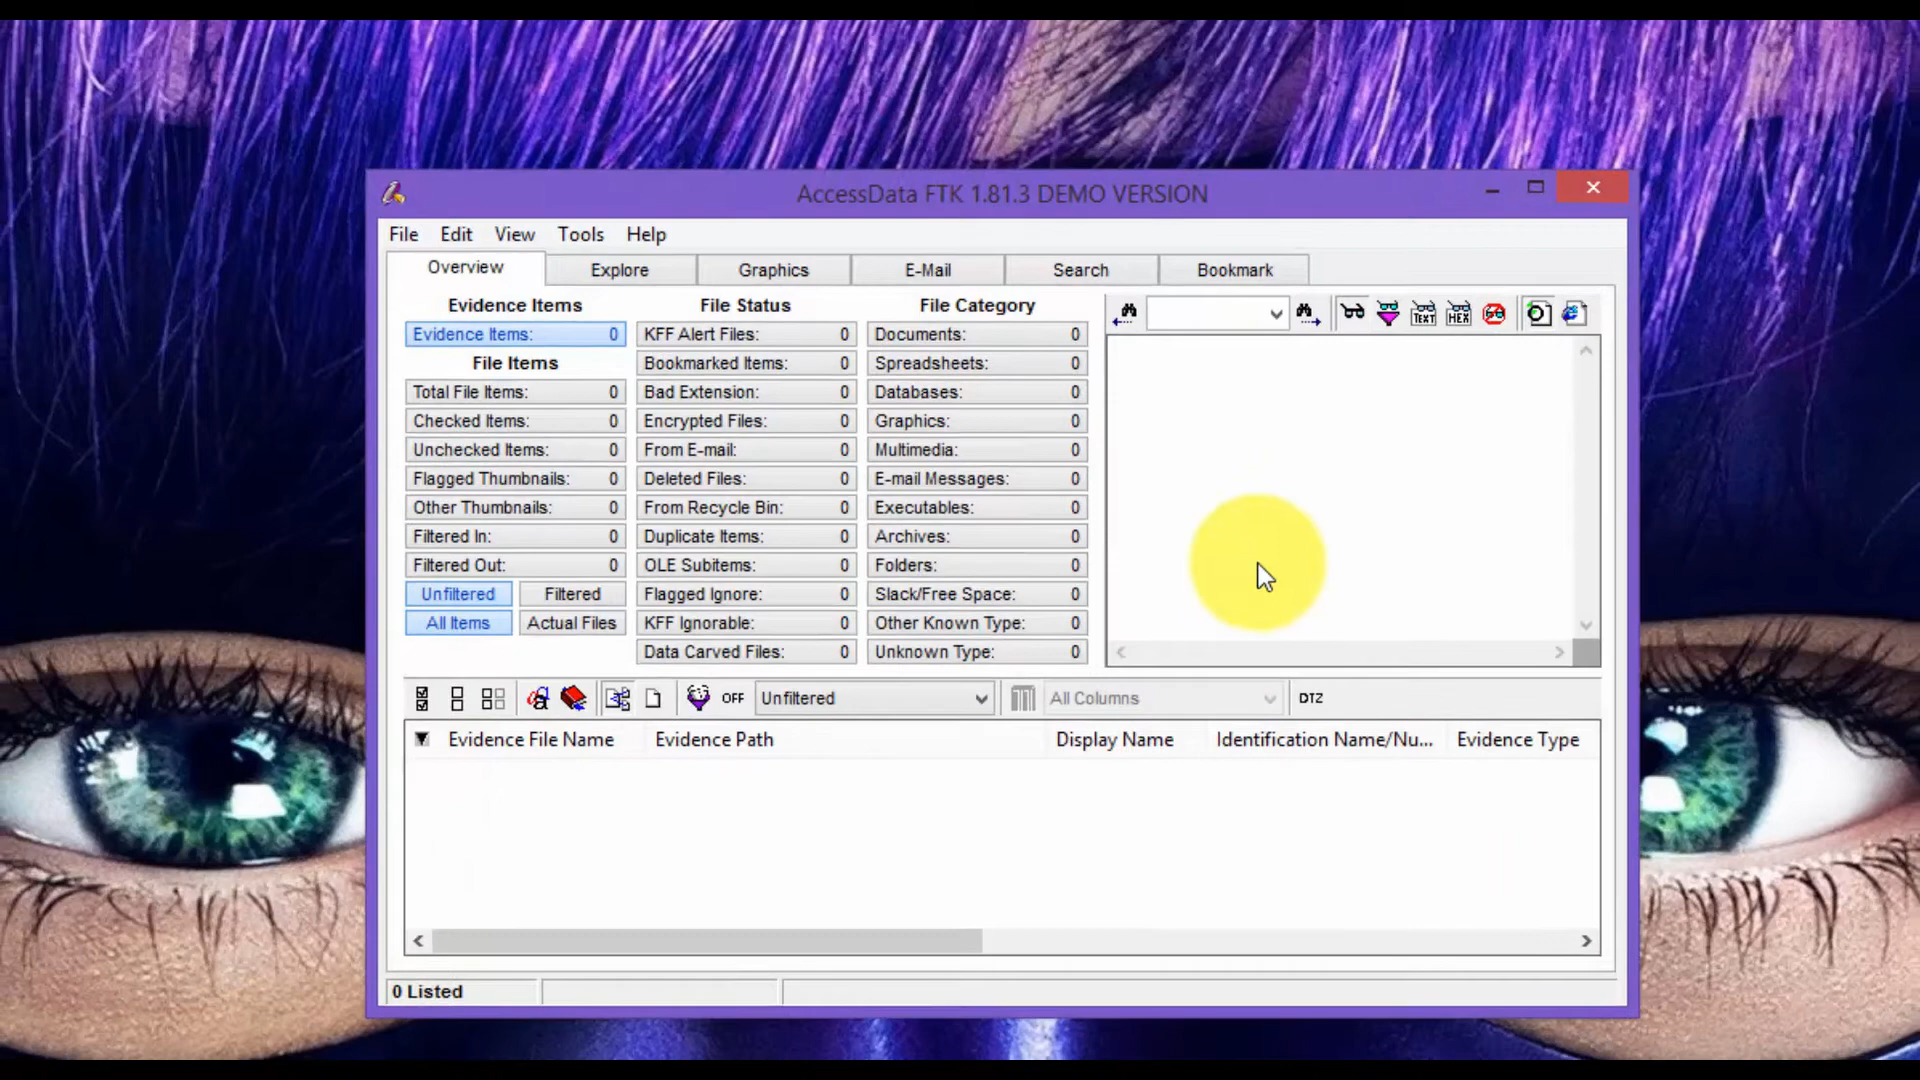 AccessData FTK 1.81.3 DEMO VERSION
File Edit View Tools Help
Overview Explore Graphics E-Mail Search Bookmark
Evidence Items File Status File Category
Evidence Items: 0 KFF Alert Files: 0 Documents: 0
File Items Bookmarked Items: 0 Spreadsheets: 0
Total File Items: 0 Bad Extension: 0 Databases: 0
Checked Items: 0 Encrypted Files: 0 Graphics: 0
Unchecked Items: 0 From E-mail: 0 Multimedia: 0
Flagged Thumbnails: 0 Deleted Files: 0 E-mail Messages: 0
Other Thumbnails: 0 From Recycle Bin: 0 Executables: 0
Filtered In: 0 Duplicate Items: 0 Archives: 0
Filtered Out: 0 OLE Subitems: 0 Folders: 0
Unfiltered Filtered Flagged Ignore: 0 Slack/Free Space: 0
All Items Actual Files KFF Ignorable: 0 Other Known Type: 0
Data Carved Files: 0 Unknown Type: 0
TEXT HEX
OFF Unfiltered All Columns DTZ
Evidence File Name Evidence Path Display Name Identification Name/Nu... Evidence Type
0 Listed